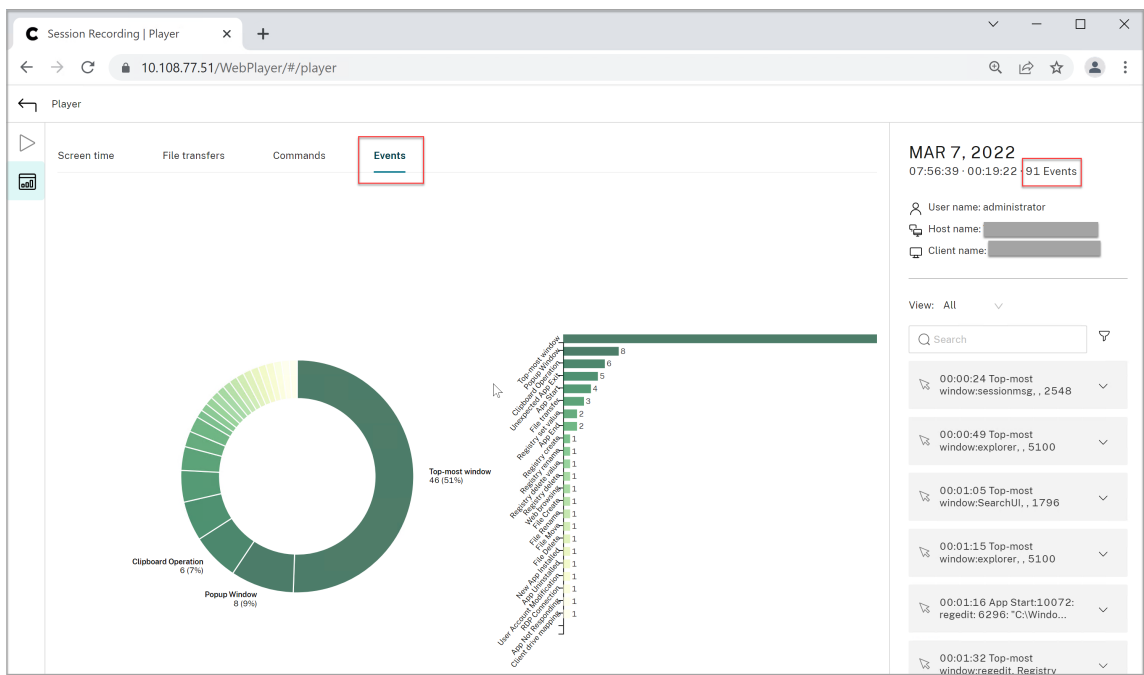 Session Recording | Player
10.108.77.51/WebPlayer/#/player
Player
Screen time
File transfers
Commands
Events
MAR 7, 2022
07:56:39 · 00:19:22 · 91 Events
User name: administrator
Host name:
Client name:
View: All
Search
00:00:24 Top-most
window:sessionmsg, , 2548
00:00:49 Top-most
window:explorer, , 5100
00:01:05 Top-most
window:SearchUI, , 1796
00:01:15 Top-most
window:explorer, , 5100
00:01:16 App Start:10072:
regedit: 6296: "C:\Windo...
00:01:32 Top-most
window:regedit, Registry
Top-most window
46 (51%)
Clipboard Operation
6 (7%)
Popup Window
8 (9%)
Top-most window
Popup Window
8
Clipboard Operation
6
Unexpected App Exit
5
App Start
4
File transfer
3
Registry set value
2
App End
2
Registry create
1
Registry rename
1
Registry delete value
1
Registry delete
1
Web browsing
1
File Create
1
File Rename
1
File Move
1
File Delete
1
New App Installed
1
App Uninstalled
1
User Account Modification
1
RDP Connection
1
App Not Responding
1
Client drive mapping
1